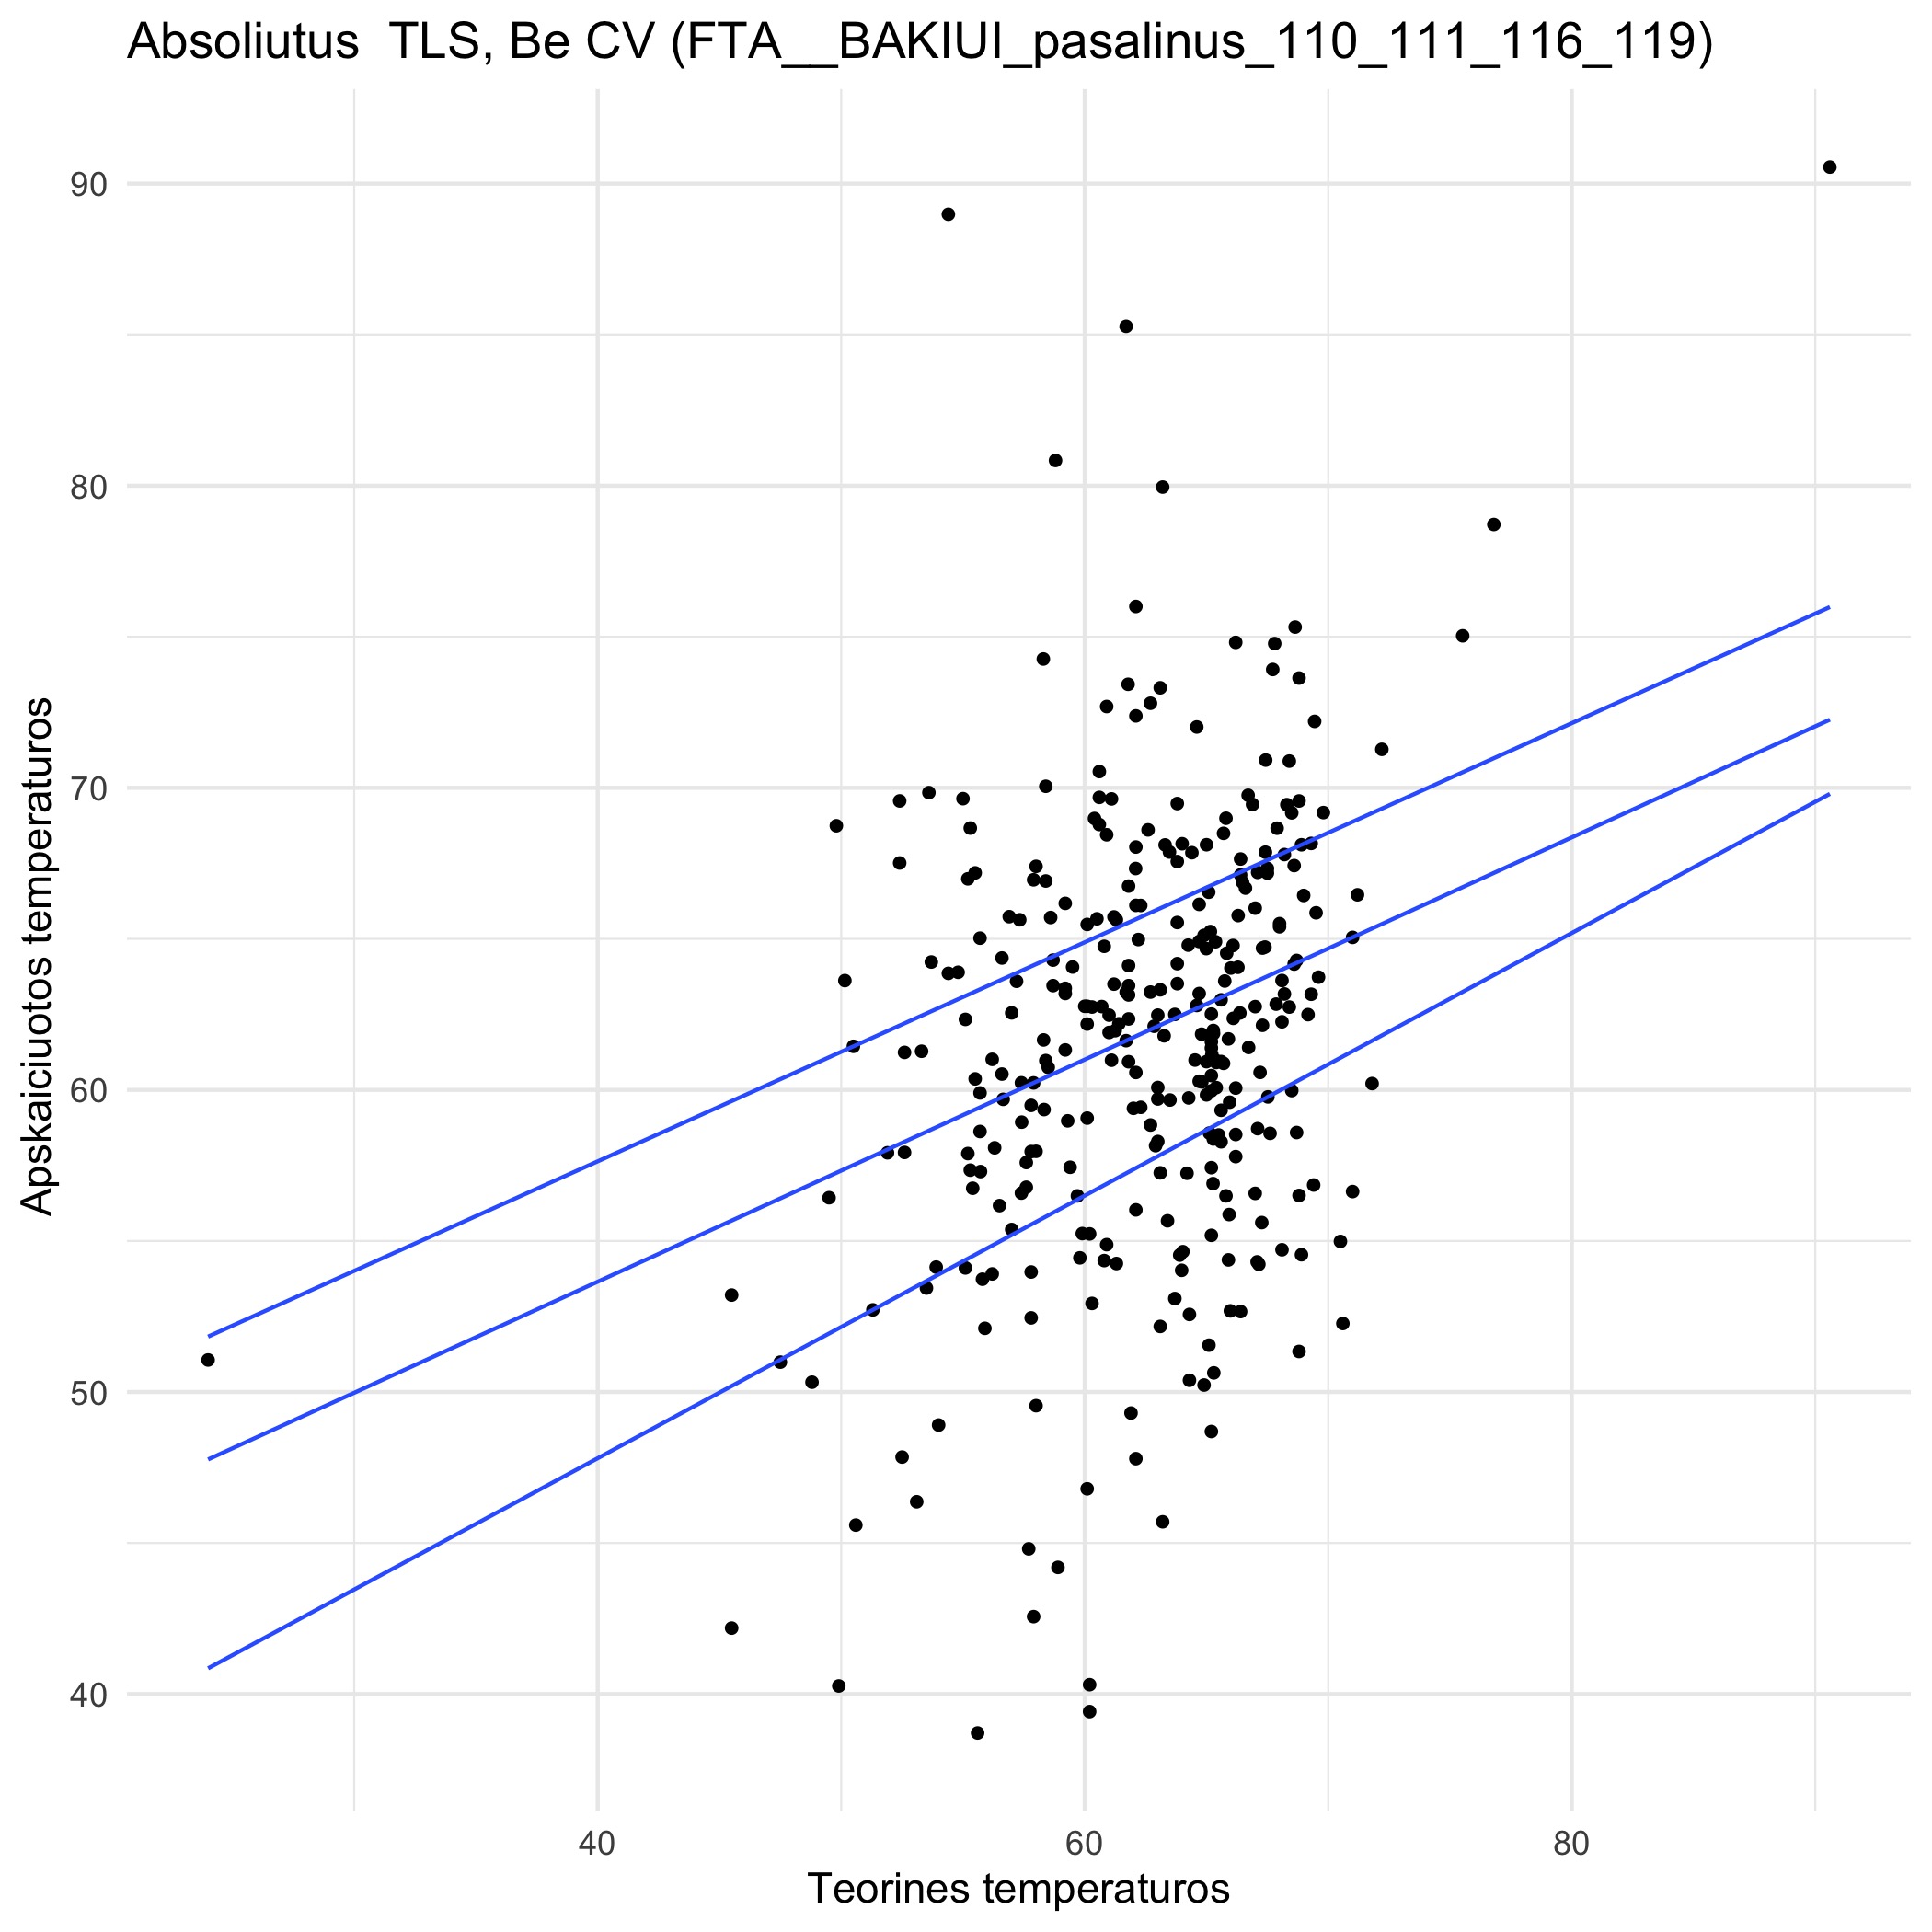 Absoliutus  TLS, Be CV (FTA__BAKIUI_pasalinus_110_111_116_119)
90
80
70
60
50
40
Apskaiciuotos temperaturos
40 60 80
Teorines temperaturos